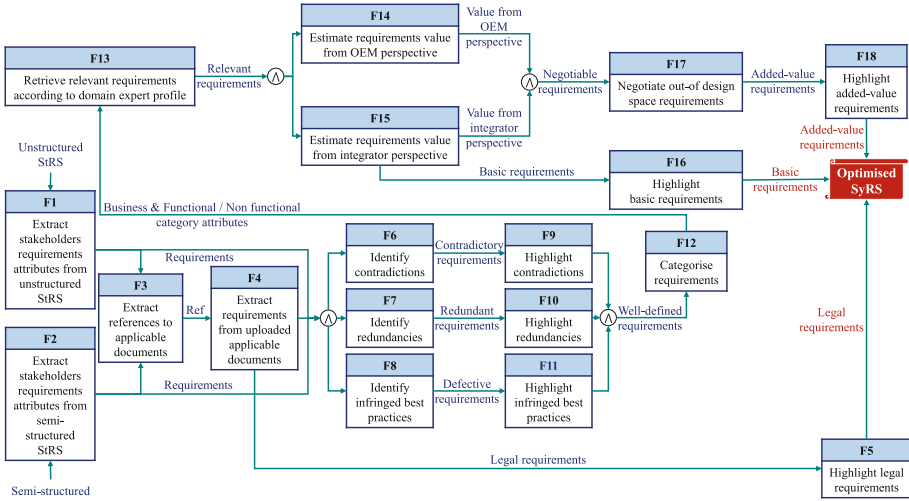 F14
Estimate requirements value
from OEM perspective
Value from
OEM
perspective
F13
Retrieve relevant requirements
according to domain expert profile
Relevant
requirements
Λ
F15
Estimate requirements value
from integrator perspective
Value from
integrator
perspective
Λ
Negotiable
requirements
F17
Negotiate out-of design
space requirements
Added-value
requirements
F18
Highlight
added-value
requirements
Added-value
requirements
Basic requirements
F16
Highlight
basic requirements
Basic
requirements
Optimised
SyRS
Unstructured
StRS
F1
Extract
stakeholders
requirements
attributes from
unstructured
StRS
Business & Functional / Non functional
category attributes
Requirements
F2
Extract
stakeholders
requirements
attributes from
semi-
structured
StRS
Requirements
Semi-structured
F3
Extract
references to
applicable
documents
Ref
F4
Extract
requirements
from uploaded
applicable
documents
Λ
F6
Identify
contradictions
Contradictory
requirements
F9
Highlight
contradictions
F7
Identify
redundancies
Redundant
requirements
F10
Highlight
redundancies
F8
Identify
infringed best
practices
Defective
requirements
F11
Highlight
infringed best
practices
Λ
Well-defined
requirements
F12
Categorise
requirements
Legal
requirements
Legal requirements
F5
Highlight legal
requirements